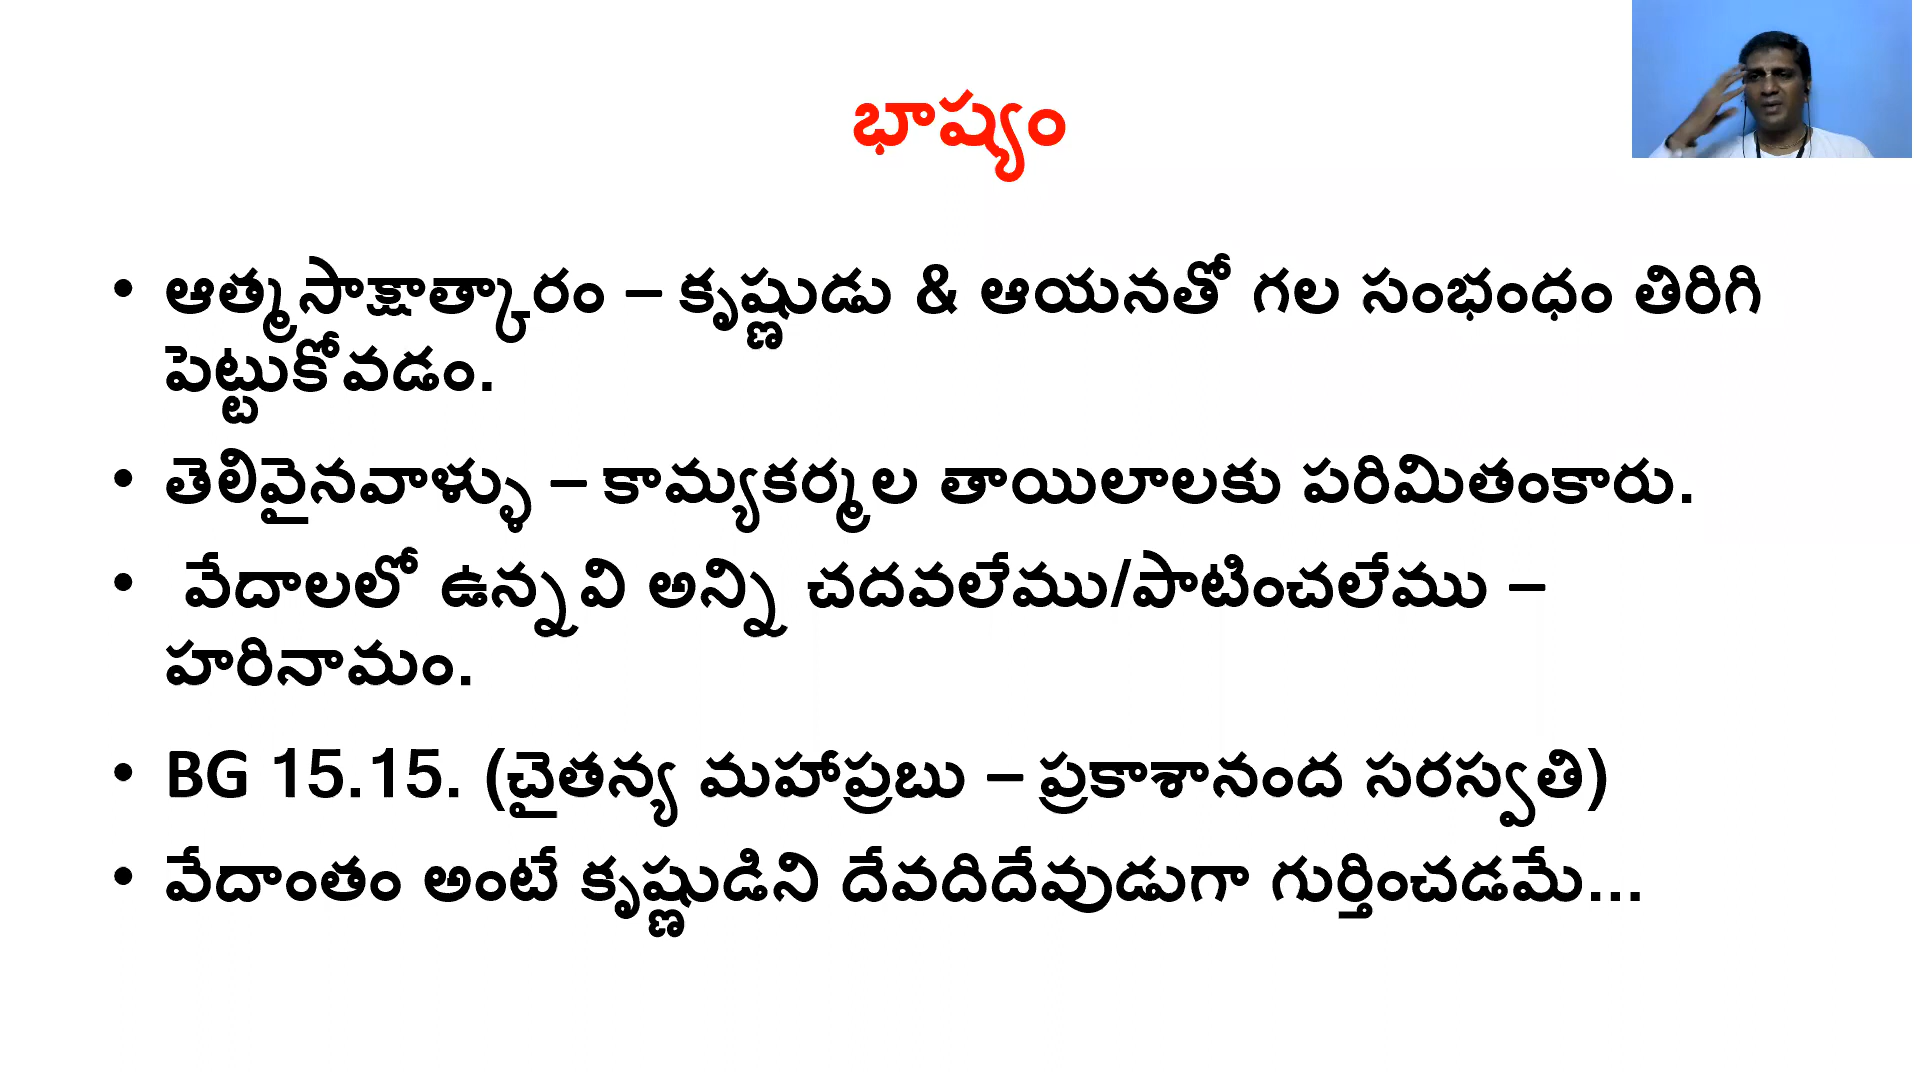 భాష్యం
• ఆత్మసాక్షాత్కారం – కృష్ణుడు & ఆయనతో గల సంభంధం తిరిగి
పెట్టుకోవడం.
• తెలివైనవాళ్ళు – కామ్యకర్మల తాయిలాలకు పరిమితంకారు.
• వేదాలలో ఉన్నవి అన్ని చదవలేము/పాటించలేము –
హరినామం.
• BG 15.15. (చైతన్య మహాప్రబు – ప్రకాశానంద సరస్వతి)
• వేదాంతం అంటే కృష్ణుడిని దేవదిదేవుడుగా గుర్తించడమే...